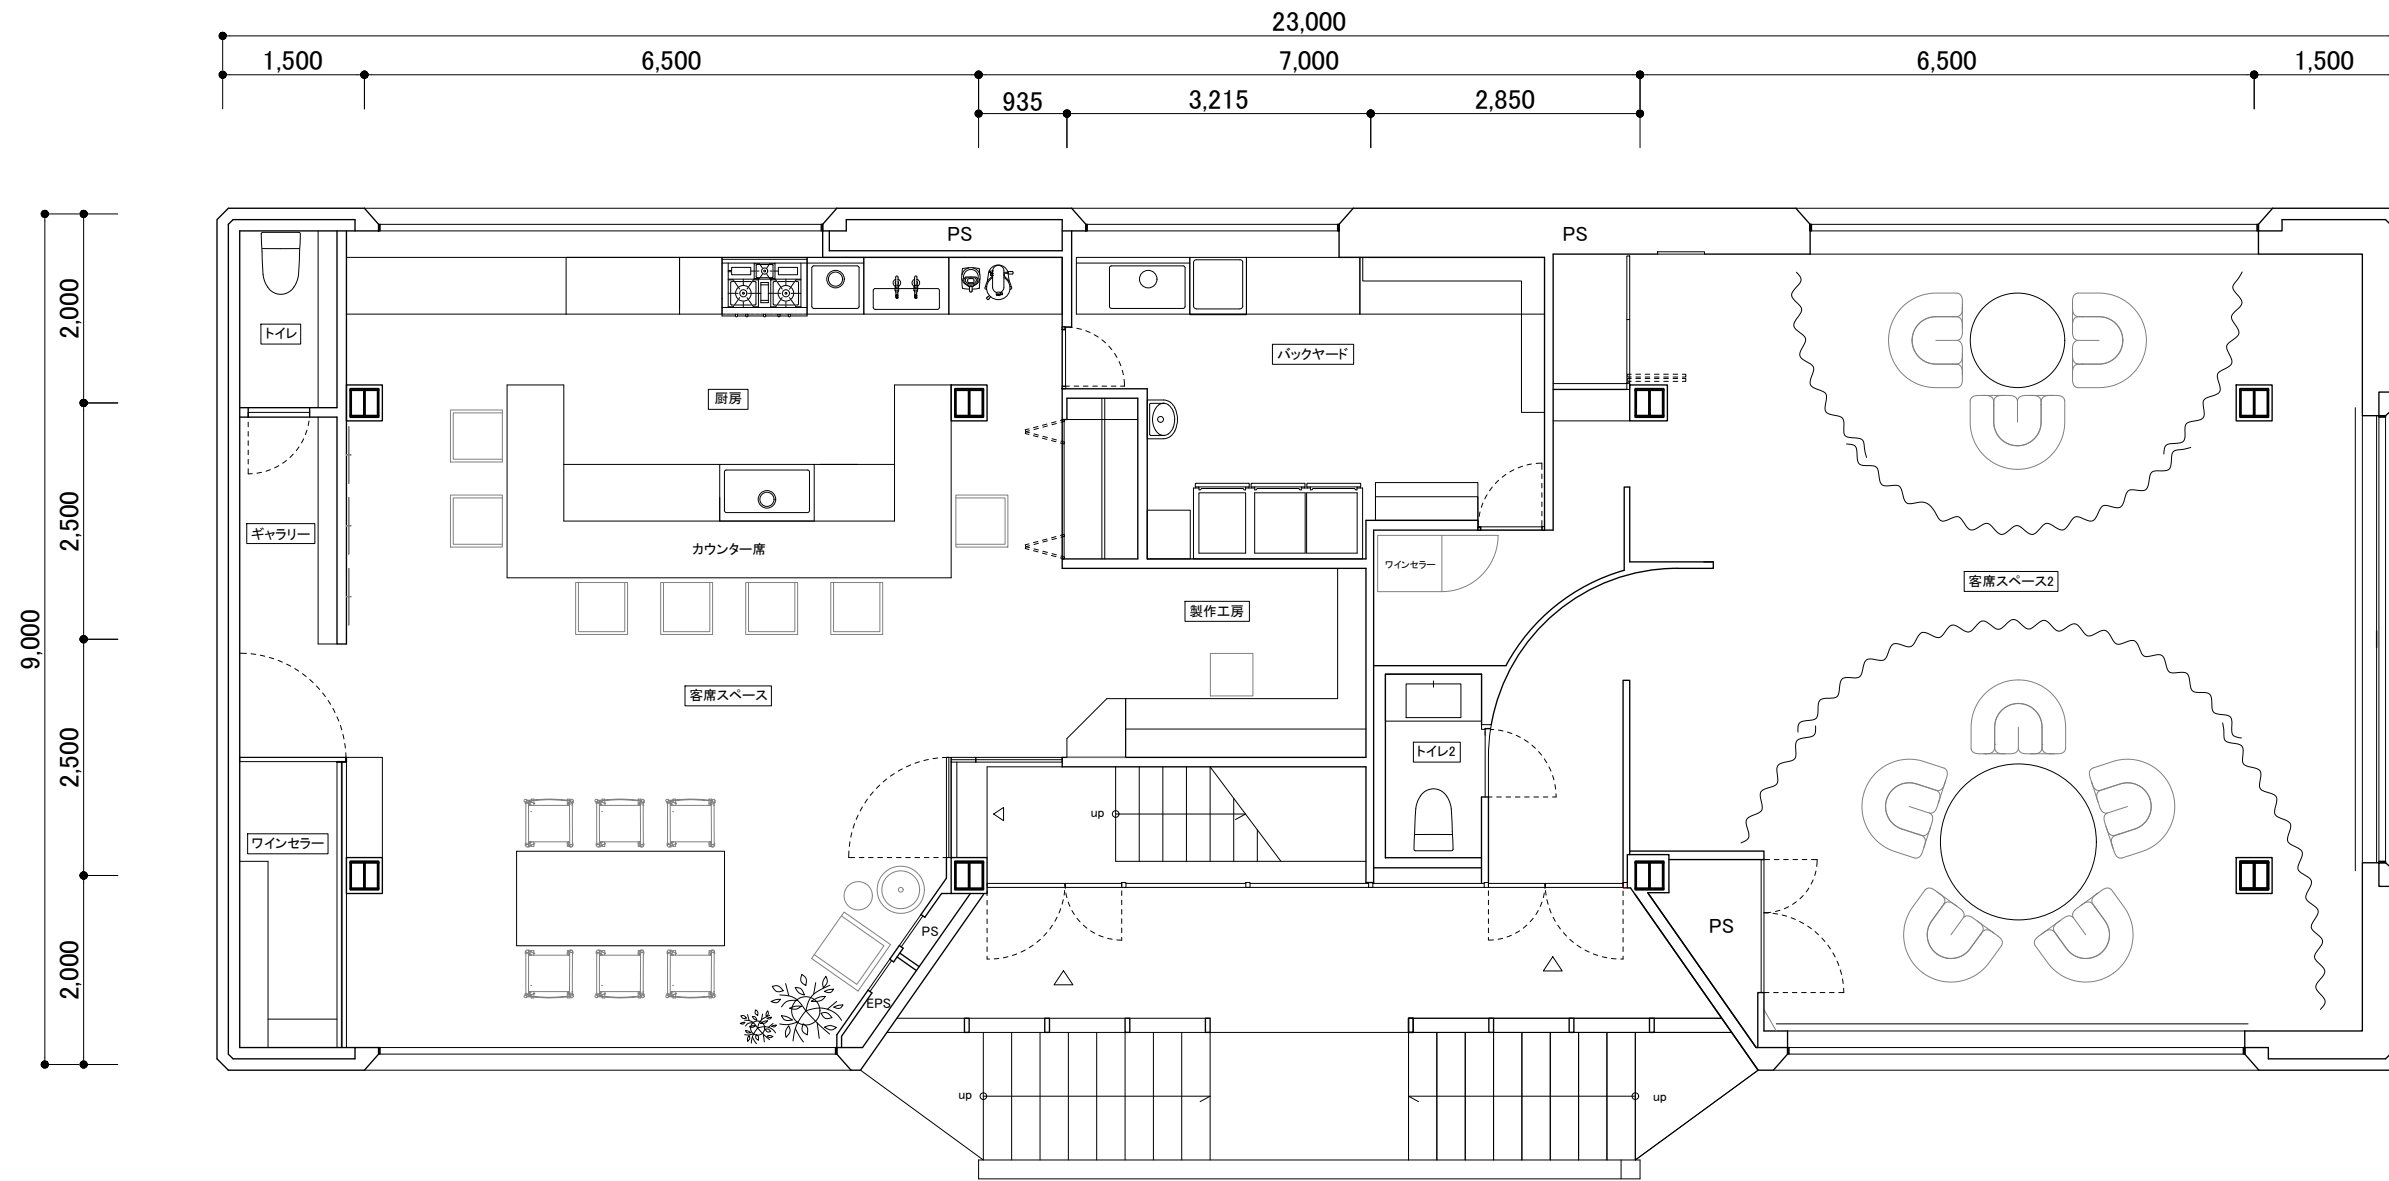 23,000
1,500
6,500
7,000
6,500
1,500
935
3,215
2,850
9,000
2,000
2,500
2,500
2,000
PS
PS
トイレ
バックヤード
厨房
ギャラリー
カウンター席
ワインセラー
客席スペース2
製作工房
客席スペース
トイレ2
up
ワインセラー
PS
PS
EPS
up
up